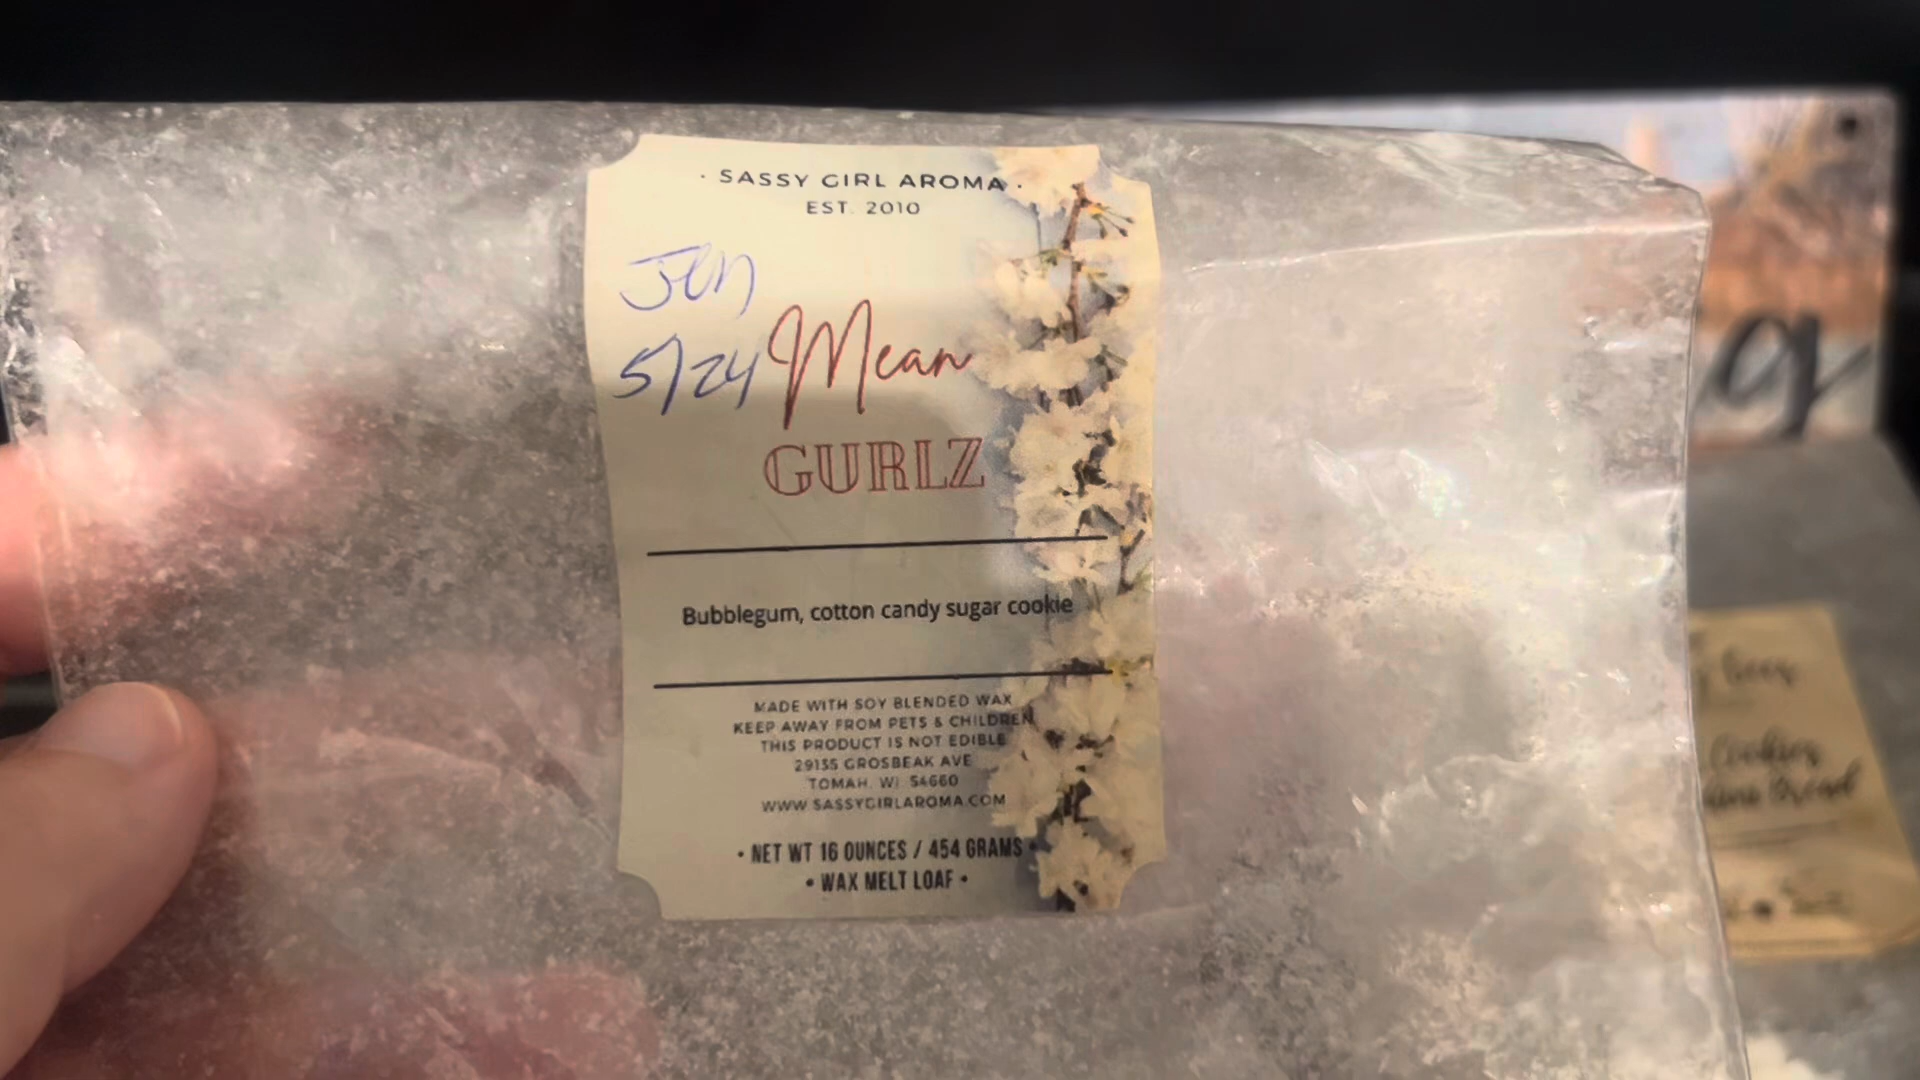 · SASSY GIRL AROMA ·
EST. 2010
Jen
5/24
Mean
GURLZ
Bubblegum, cotton candy sugar cookie
MADE WITH SOY BLENDED WAX
KEEP AWAY FROM PETS & CHILDREN
THIS PRODUCT IS NOT EDIBLE
29135 GROSBEAK AVE
TOMAH, WI 54660
WWW.SASSYGIRLAROMA.COM
• NET WT 16 OUNCES / 454 GRAMS •
• WAX MELT LOAF •
Cookies
Bread